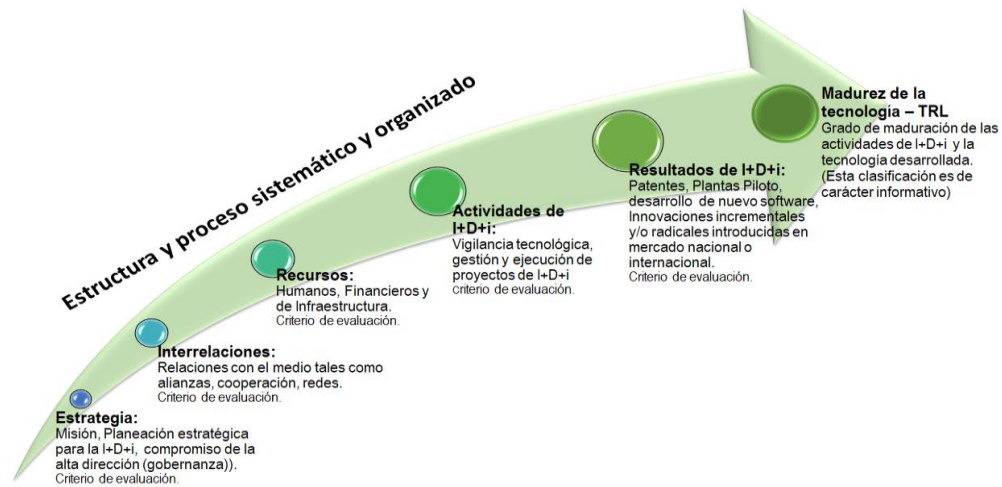 Estructura y proceso sistemático y organizado
Estrategia:
Misión, Planeación estratégica
para la I+D+i, compromiso de la
alta dirección (gobernanza)).
Criterio de evaluación.
Interrelaciones:
Relaciones con el medio tales como
alianzas, cooperación, redes.
Criterio de evaluación.
Recursos:
Humanos, Financieros y
de Infraestructura.
Criterio de evaluación.
Actividades de
I+D+i:
Vigilancia tecnológica,
gestión y ejecución de
proyectos de I+D+i
Criterio de evaluación.
Resultados de I+D+i:
Patentes, Plantas Piloto,
desarrollo de nuevo software,
Innovaciones incrementales
y/o radicales introducidas en
mercado nacional o
internacional.
Criterio de evaluación.
Madurez de la
tecnología – TRL
Grado de maduración de las
actividades de I+D+i y la
tecnología desarrollada.
(Esta clasificación es de
carácter informativo)